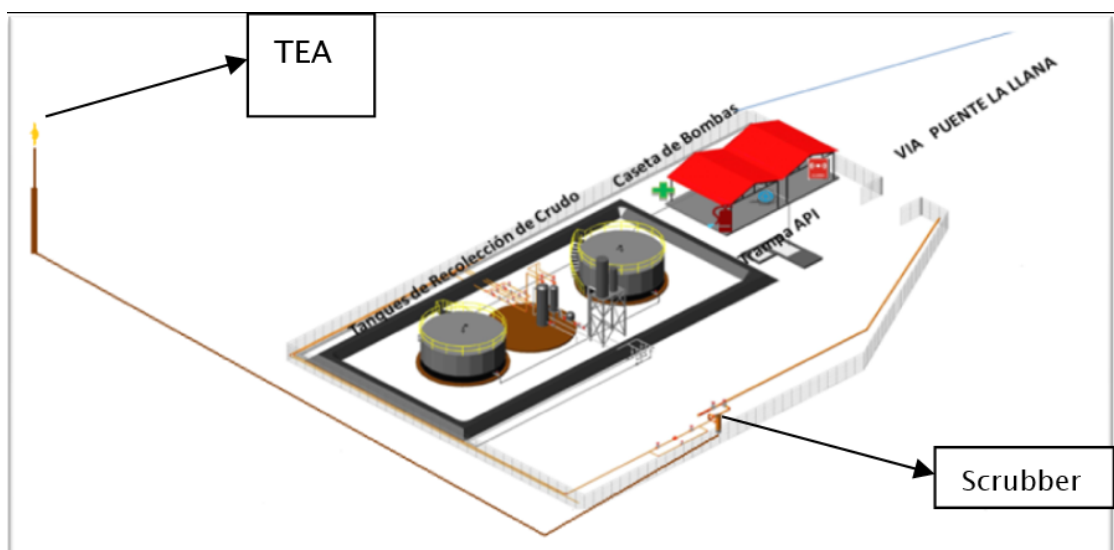 TEA
VIA PUENTE LA LLANA
Caseta de Bombas
Tanques de Recolección de Crudo
Trampa API
Scrubber